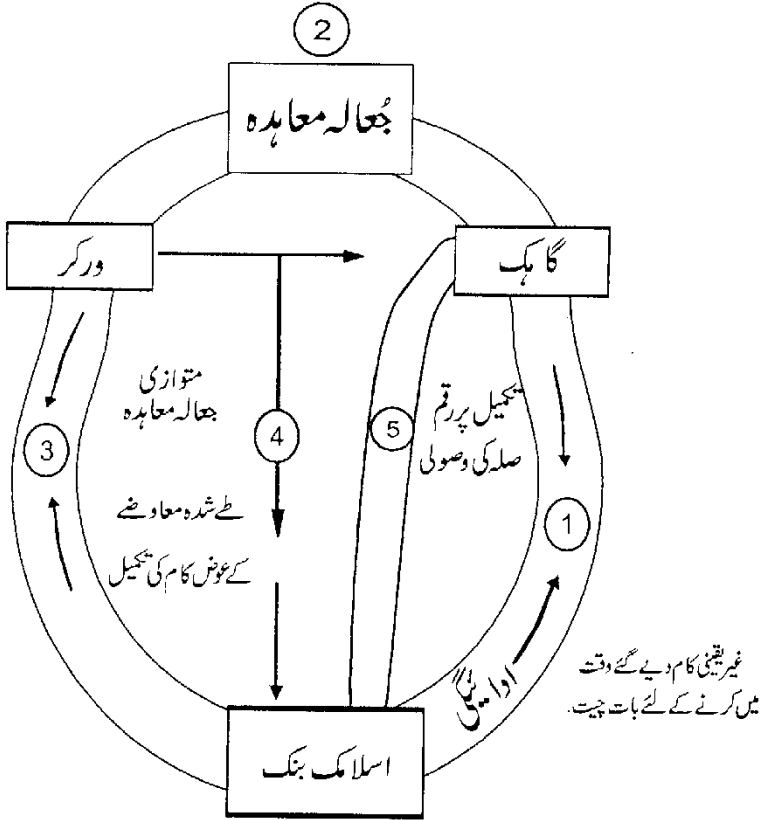 2
جُعالہ معاہدہ
ورکر
گاہک
متوازی
جعالہ معاہدہ
3
4
5
تکمیل پر رقم
صلہ کی وصولی
1
طے شدہ معاوضے
کے عوض کام کی تکمیل
ادائیگی
غیر یقینی کام دیے گئے وقت
میں کرنے کے لئے بات چیت۔
اسلامک بنک